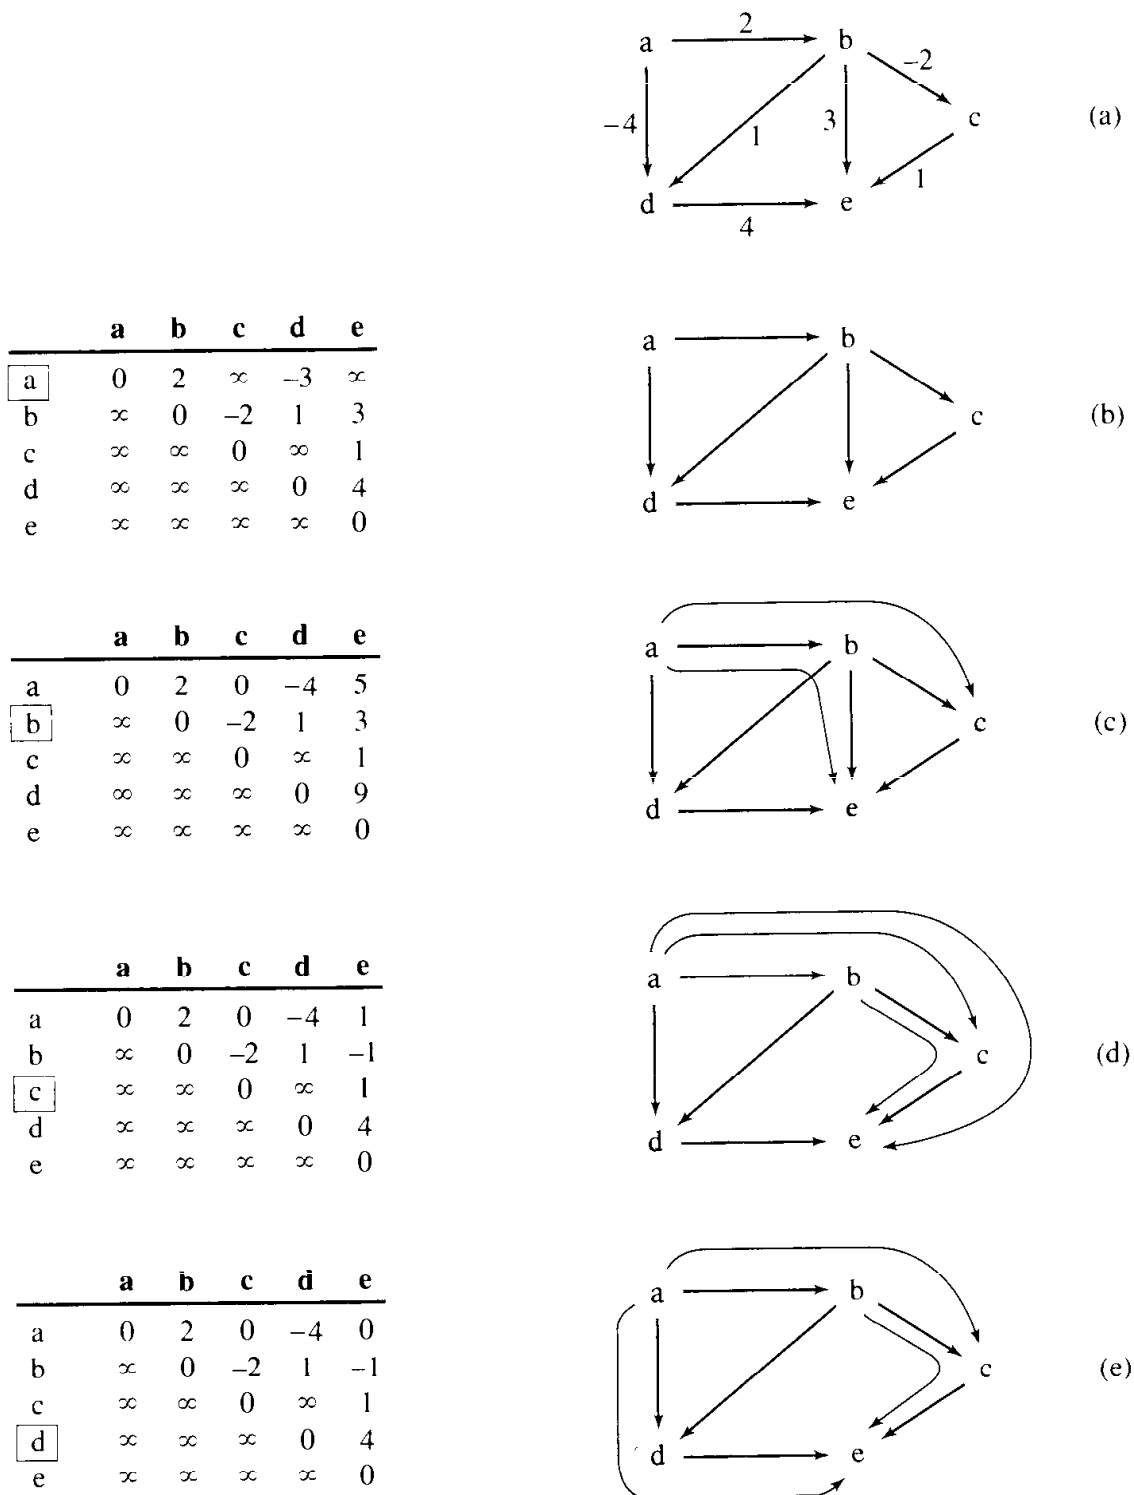 a 2 b
-2
-4 1 3 c (a)
1
d 4 e
a b c d e
a 0 2 ∞ -3 ∞
b ∞ 0 -2 1 3
c ∞ ∞ 0 ∞ 1
d ∞ ∞ ∞ 0 4
e ∞ ∞ ∞ ∞ 0
a b
c (b)
d e
a b c d e
a 0 2 0 -4 5
b ∞ 0 -2 1 3
c ∞ ∞ 0 ∞ 1
d ∞ ∞ ∞ 0 9
e ∞ ∞ ∞ ∞ 0
a b
c (c)
d e
a b c d e
a 0 2 0 -4 1
b ∞ 0 -2 1 -1
c ∞ ∞ 0 ∞ 1
d ∞ ∞ ∞ 0 4
e ∞ ∞ ∞ ∞ 0
a b
c (d)
d e
a b c d e
a 0 2 0 -4 0
b ∞ 0 -2 1 -1
c ∞ ∞ 0 ∞ 1
d ∞ ∞ ∞ 0 4
e ∞ ∞ ∞ ∞ 0
a b
c (e)
d e